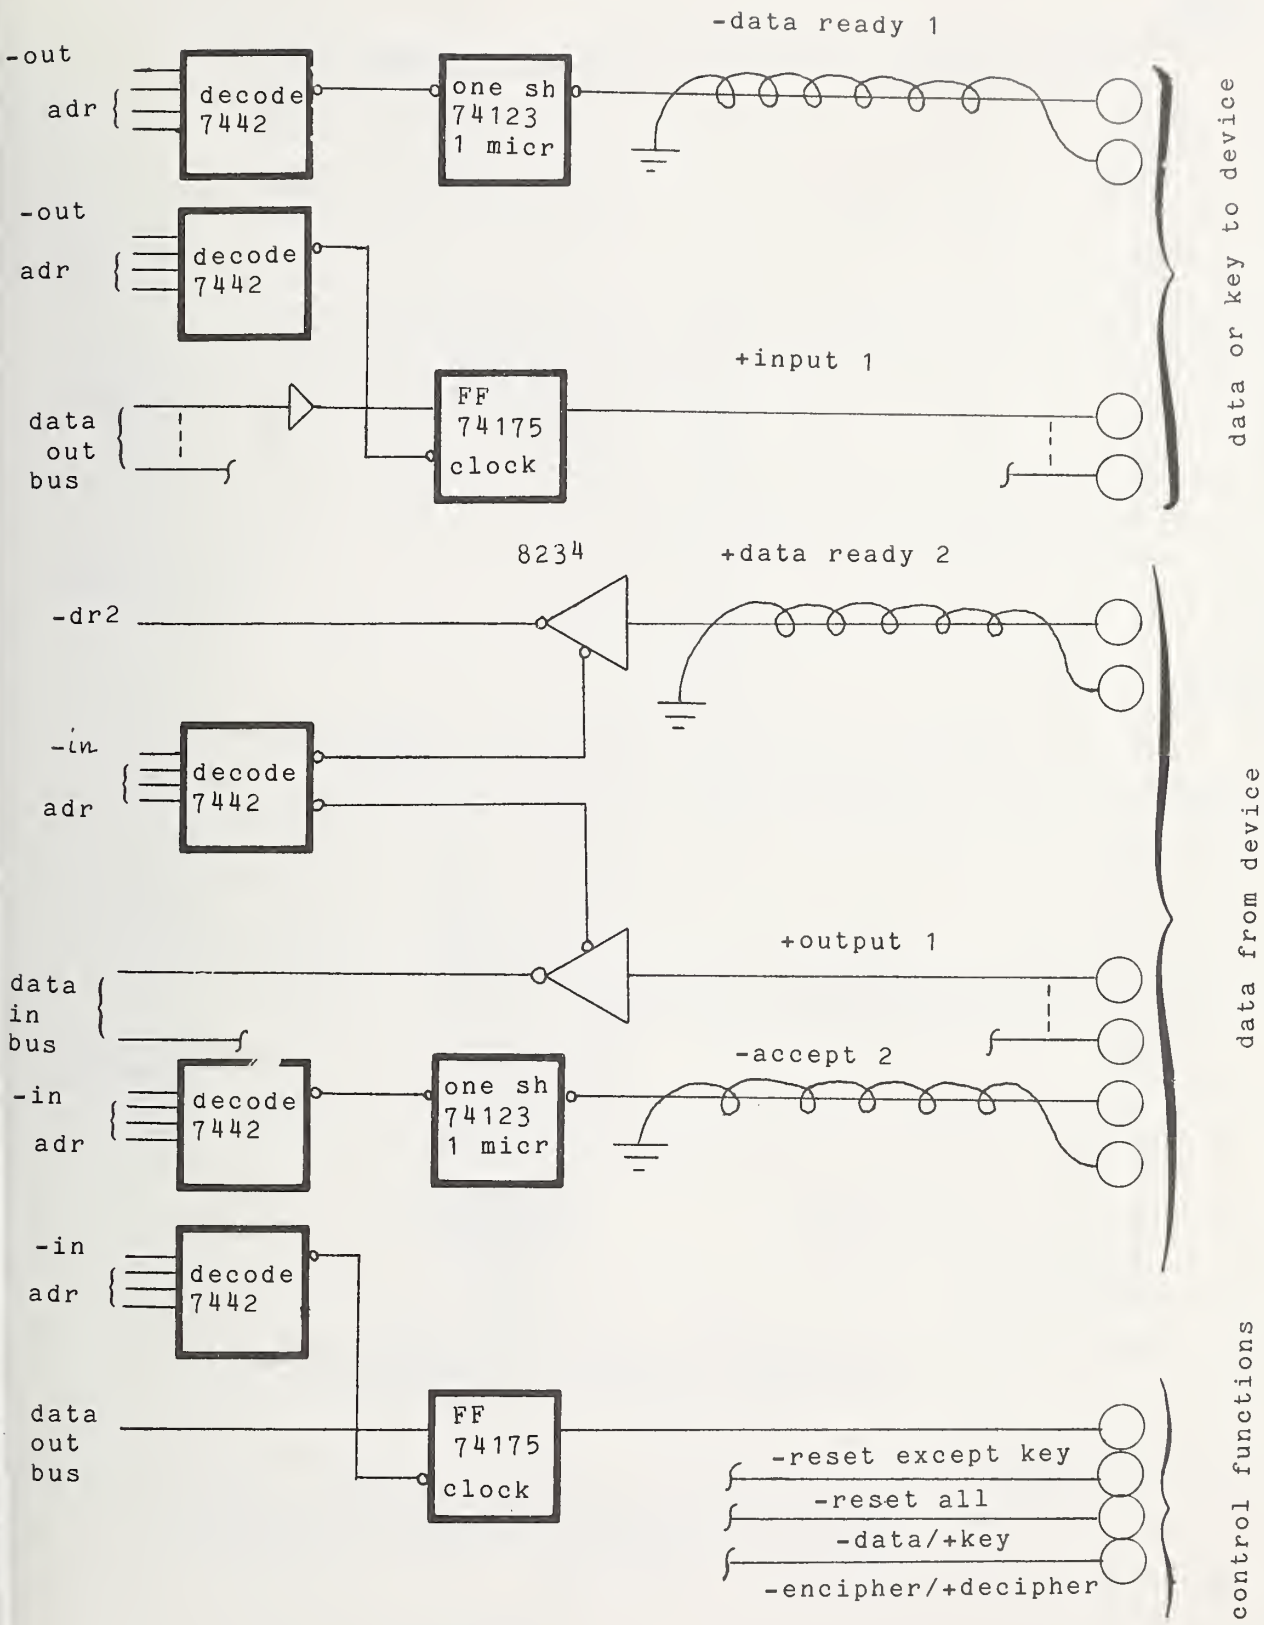 -data ready 1
-out
adr
decode
7442
one sh
74123
1 micr
-out
adr
decode
7442
+input 1
data
out
bus
FF
74175
clock
data or key to device
8234
+data ready 2
-dr2
-in
adr
decode
7442
+output 1
data
in
bus
-accept 2
-in
adr
decode
7442
one sh
74123
1 micr
data from device
-in
adr
decode
7442
data
out
bus
FF
74175
clock
-reset except key
-reset all
-data/+key
-encipher/+decipher
control functions